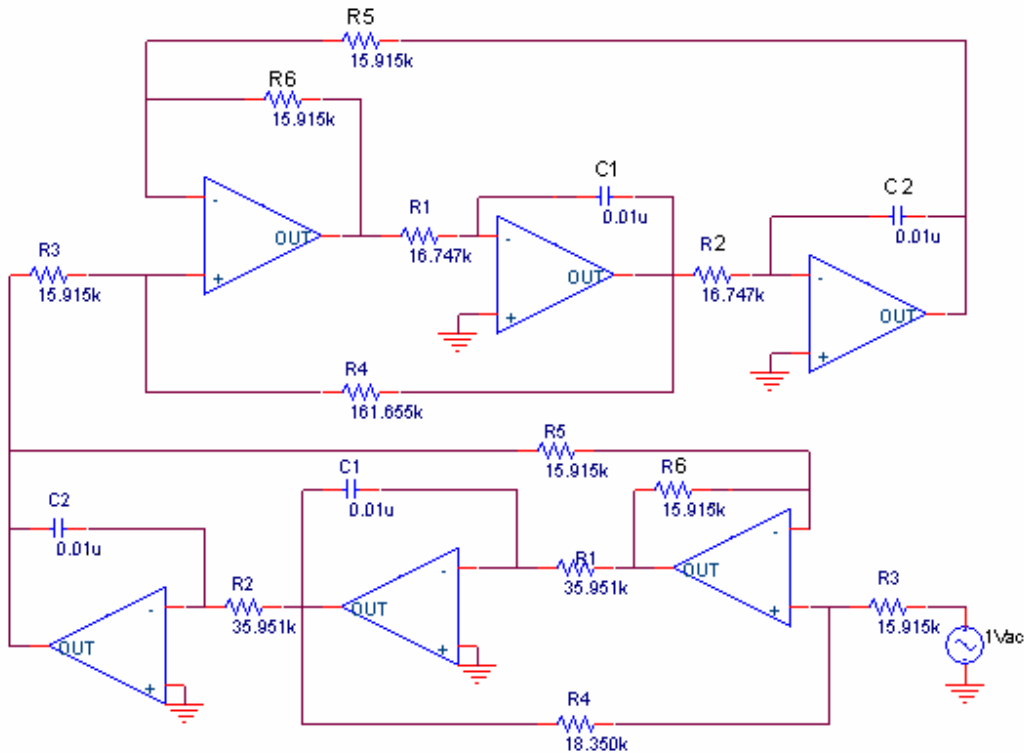 R5
15.915k
R6
15.915k
C1
0.01u
C2
0.01u
-
OUT
+
R1
16.747k
-
OUT
+
R2
16.747k
-
OUT
+
R3
15.915k
R4
161.655k
R5
15.915k
C2
0.01u
C1
0.01u
R6
15.915k
-
OUT
+
R2
35.951k
-
OUT
+
R1
35.951k
-
OUT
+
R3
15.915k
1Vac
R4
18.350k